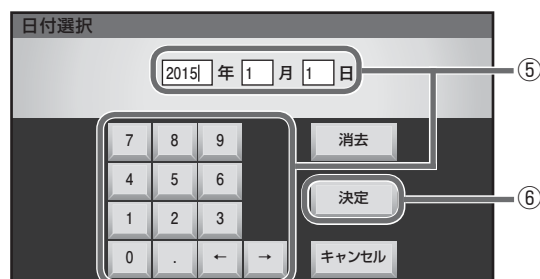 日付選択
2015 年 1 月 1 日
⑤
7 8 9 消去
4 5 6
決定
⑥
1 2 3
0 . ← → キャンセル